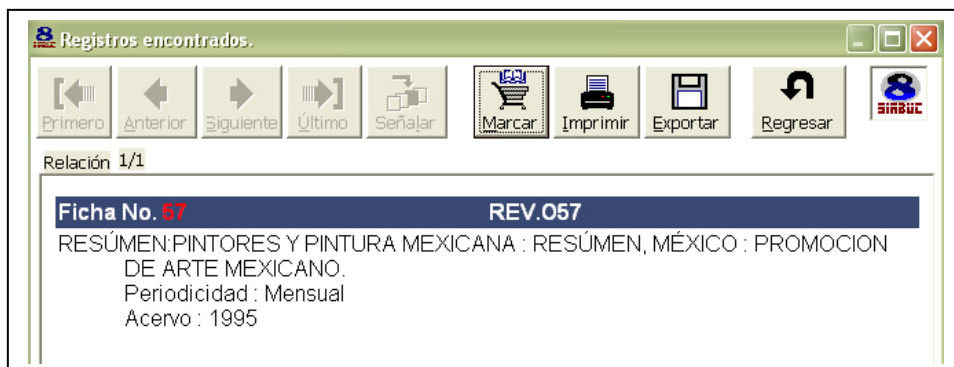 Registros encontrados.
Primero Anterior Siguiente Último Señalar Marcar Imprimir Exportar Regresar SIABUC
Relación 1/1
Ficha No. 57 REV.O57
RESÚMEN:PINTORES Y PINTURA MEXICANA : RESÚMEN, MÉXICO : PROMOCION
DE ARTE MEXICANO.
Periodicidad : Mensual
Acervo : 1995